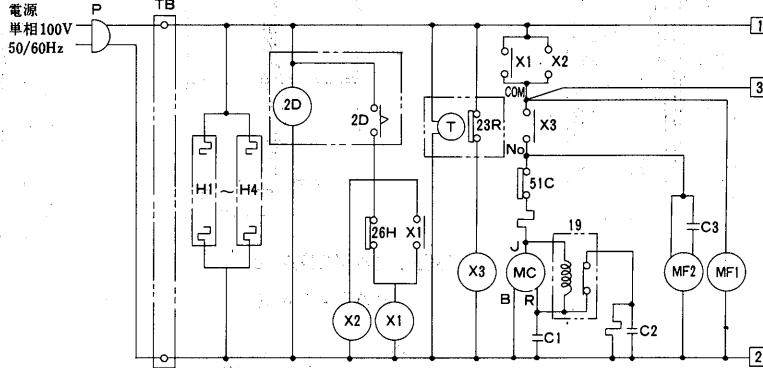 電源
単相100V
50/60Hz
P
TB
1
X1
X2
COM
3
2D
2D
T
23R
X3
No
H1 ~ H4
51C
26H
X1
19
C3
J
X3
MC
MF2
MF1
B
R
X2
X1
C1
C2
2